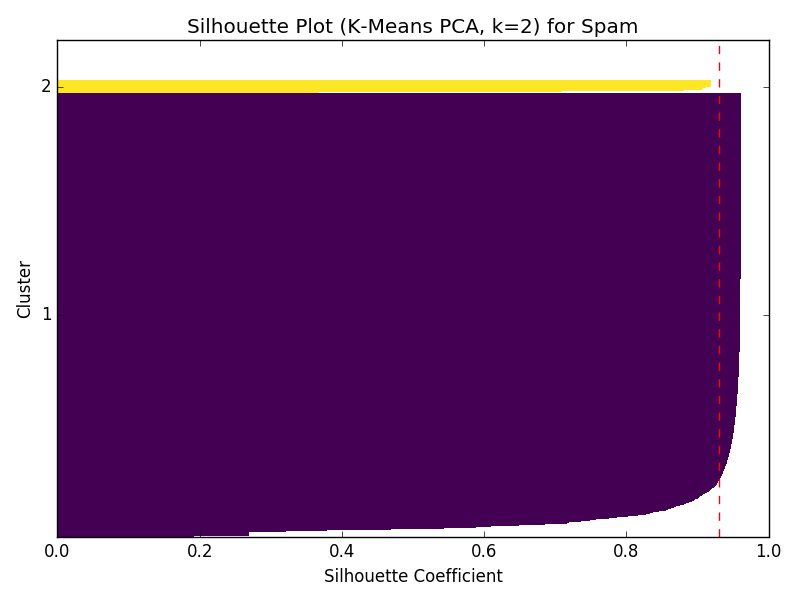 Silhouette Plot (K-Means PCA, k=2) for Spam
2
1
Cluster
0.0 0.2 0.4 0.6 0.8 1.0
Silhouette Coefficient